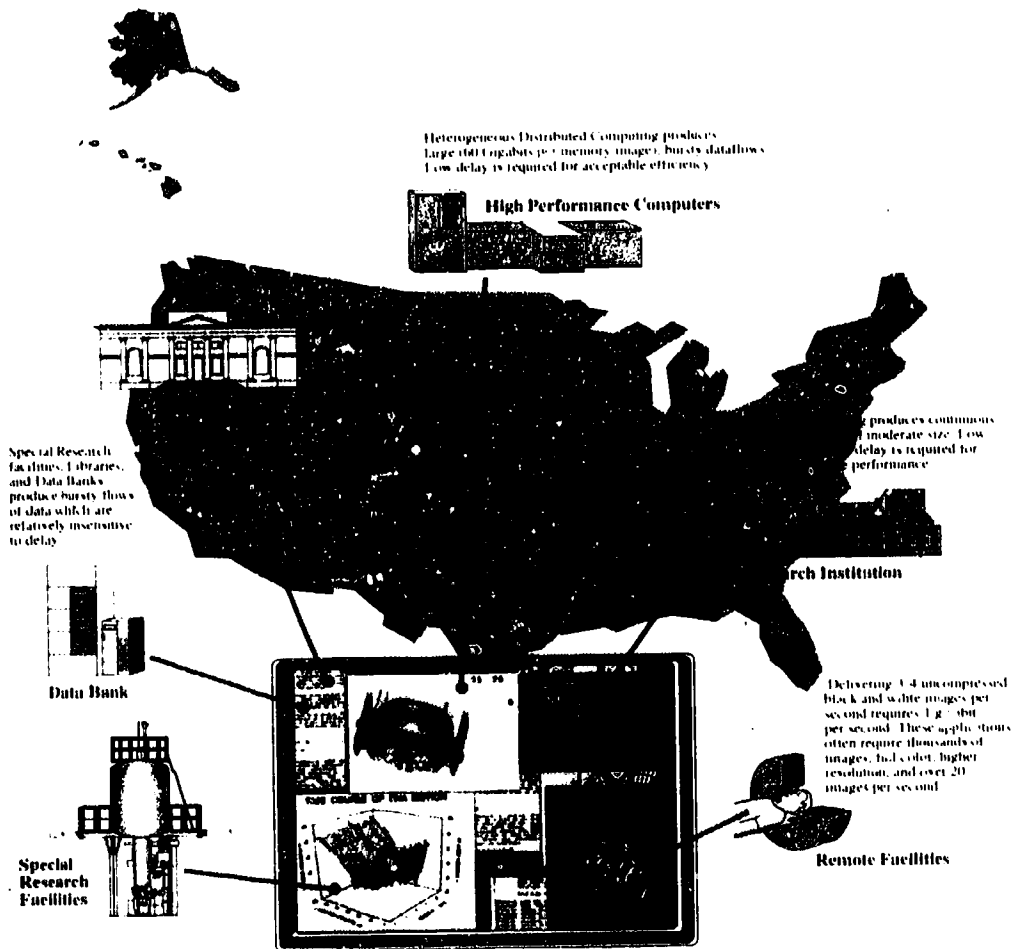 Heterogeneous Distributed Computing produces
large (60 Gigabits per memory image), bursty dataflows
Low delay is required for acceptable efficiency
High Performance Computers
produces continuous
moderate size. Low
delay is required for
performance
Special Research
facilities, Libraries,
and Data Banks
produce bursty flows
of data which are
relatively insensitive
to delay
rch Institution
Data Bank
Delivering 3-4 uncompressed
black and white images per
second requires 1
per second. These applications
often require thousands of
images, full color, higher
resolution, and over 20
images per second
Special
Research
Facilities
Remote Facilities